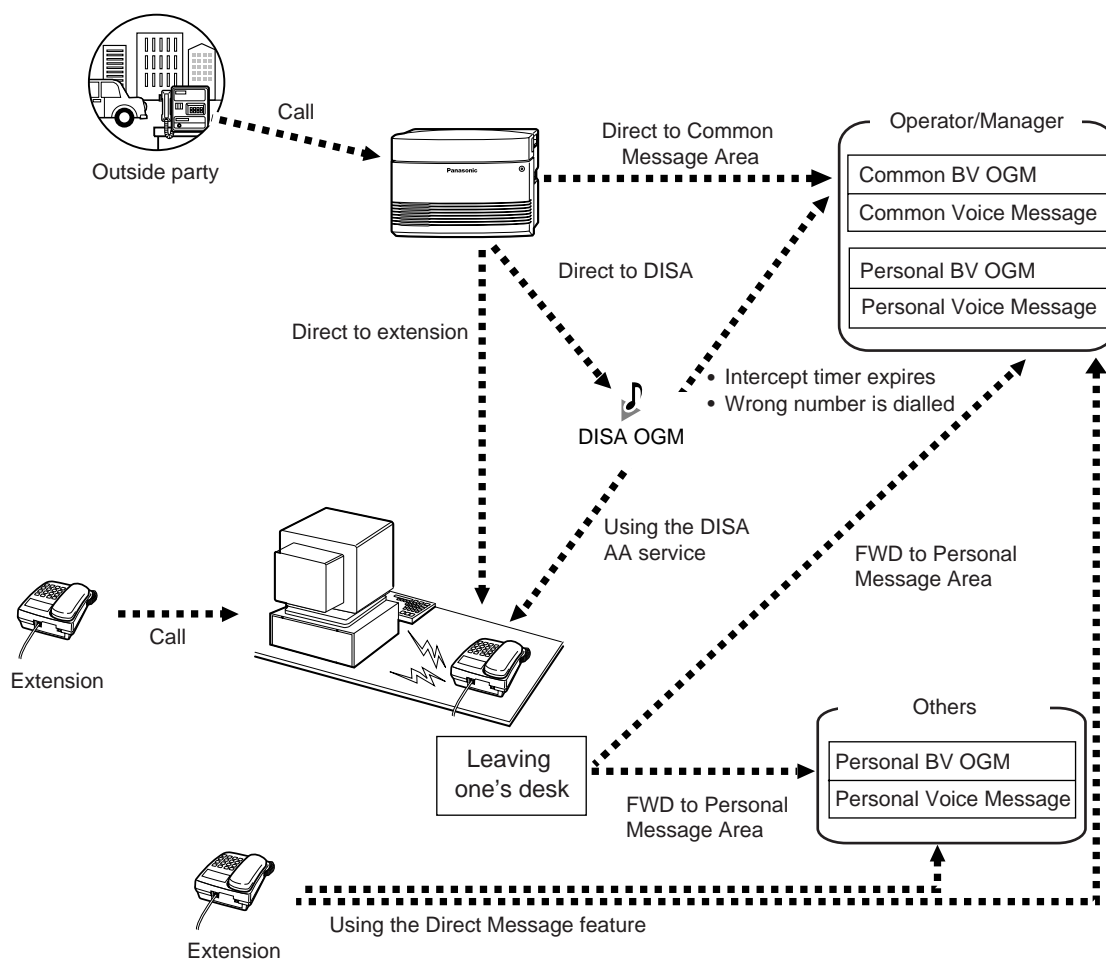 Call
Outside party
Panasonic
Direct to Common
Message Area
Operator/Manager
Common BV OGM
Common Voice Message
Personal BV OGM
Personal Voice Message
Direct to DISA
Direct to extension
• Intercept timer expires
• Wrong number is dialled
DISA OGM
Using the DISA
AA service
FWD to Personal
Message Area
Call
Extension
Leaving
one's desk
FWD to Personal
Message Area
Others
Personal BV OGM
Personal Voice Message
Using the Direct Message feature
Extension